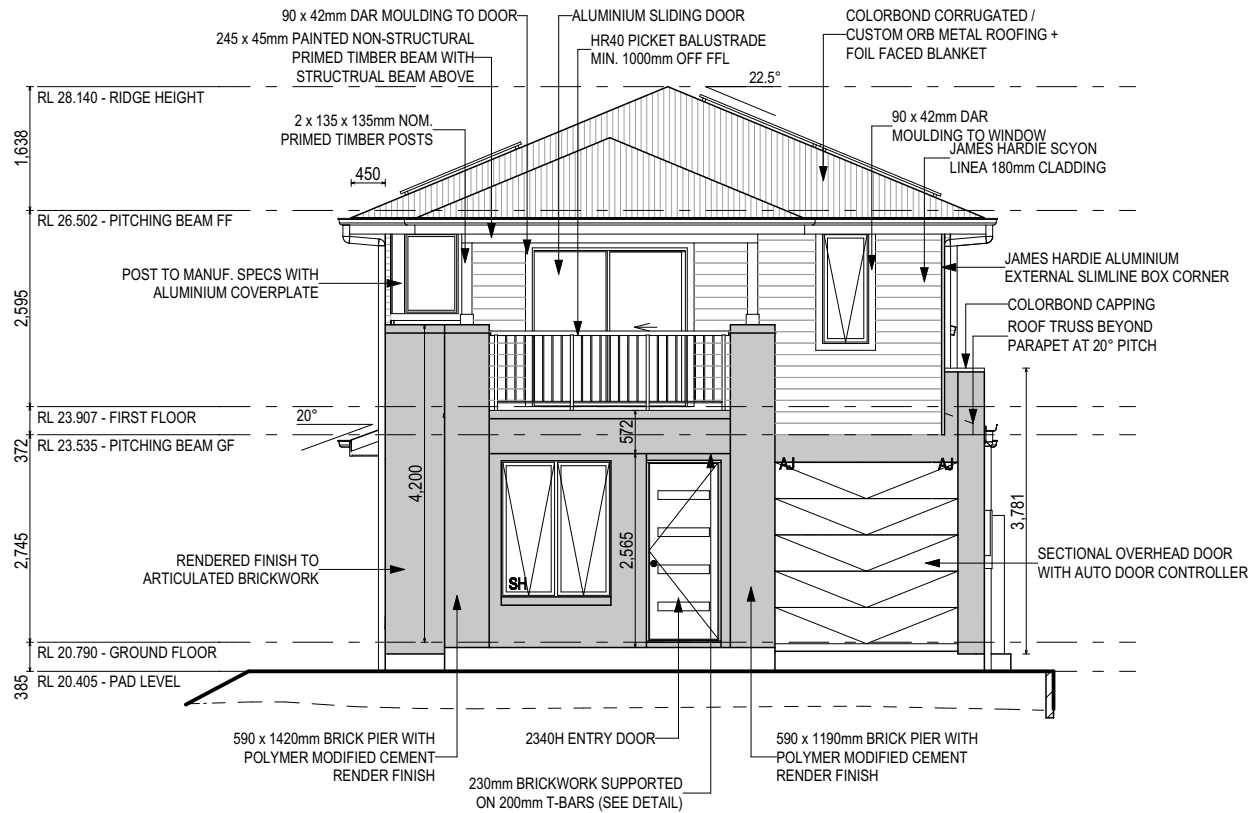 90 x 42mm DAR MOULDING TO DOOR
245 x 45mm PAINTED NON-STRUCTURAL
PRIMED TIMBER BEAM WITH
STRUCTRUAL BEAM ABOVE
ALUMINIUM SLIDING DOOR
HR40 PICKET BALUSTRADE
MIN. 1000mm OFF FFL
COLORBOND CORRUGATED /
CUSTOM ORB METAL ROOFING +
FOIL FACED BLANKET
22.5°
RL 28.140 - RIDGE HEIGHT
2 x 135 x 135mm NOM.
PRIMED TIMBER POSTS
90 x 42mm DAR
MOULDING TO WINDOW
JAMES HARDIE SCYON
LINEA 180mm CLADDING
1,638
450
RL 26.502 - PITCHING BEAM FF
POST TO MANUF. SPECS WITH
ALUMINIUM COVERPLATE
JAMES HARDIE ALUMINIUM
EXTERNAL SLIMLINE BOX CORNER
2,595
COLORBOND CAPPING
ROOF TRUSS BEYOND
PARAPET AT 20° PITCH
RL 23.907 - FIRST FLOOR
20°
372
RL 23.535 - PITCHING BEAM GF
572
AJ
AJ
4,200
3,781
2,745
2,565
RENDERED FINISH TO
ARTICULATED BRICKWORK
SH
SECTIONAL OVERHEAD DOOR
WITH AUTO DOOR CONTROLLER
RL 20.790 - GROUND FLOOR
385
RL 20.405 - PAD LEVEL
590 x 1420mm BRICK PIER WITH
POLYMER MODIFIED CEMENT
RENDER FINISH
2340H ENTRY DOOR
590 x 1190mm BRICK PIER WITH
POLYMER MODIFIED CEMENT
RENDER FINISH
230mm BRICKWORK SUPPORTED
ON 200mm T-BARS (SEE DETAIL)